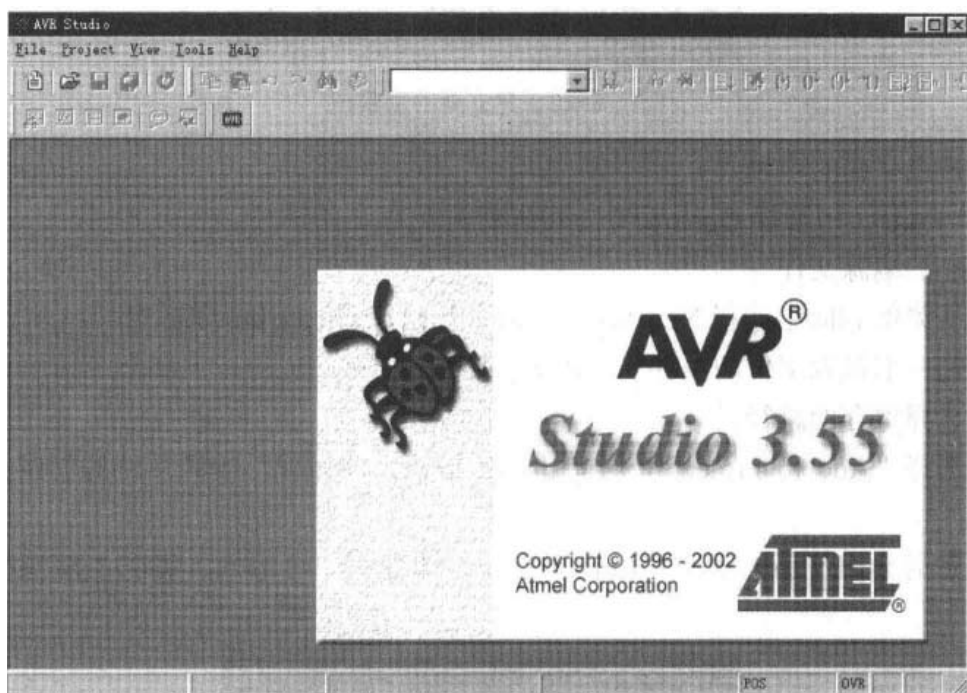 AVR Studio
File Project View Tools Help
AVR®
Studio 3.55
Copyright © 1996 - 2002
Atmel Corporation
ATMEL®
POS OVR